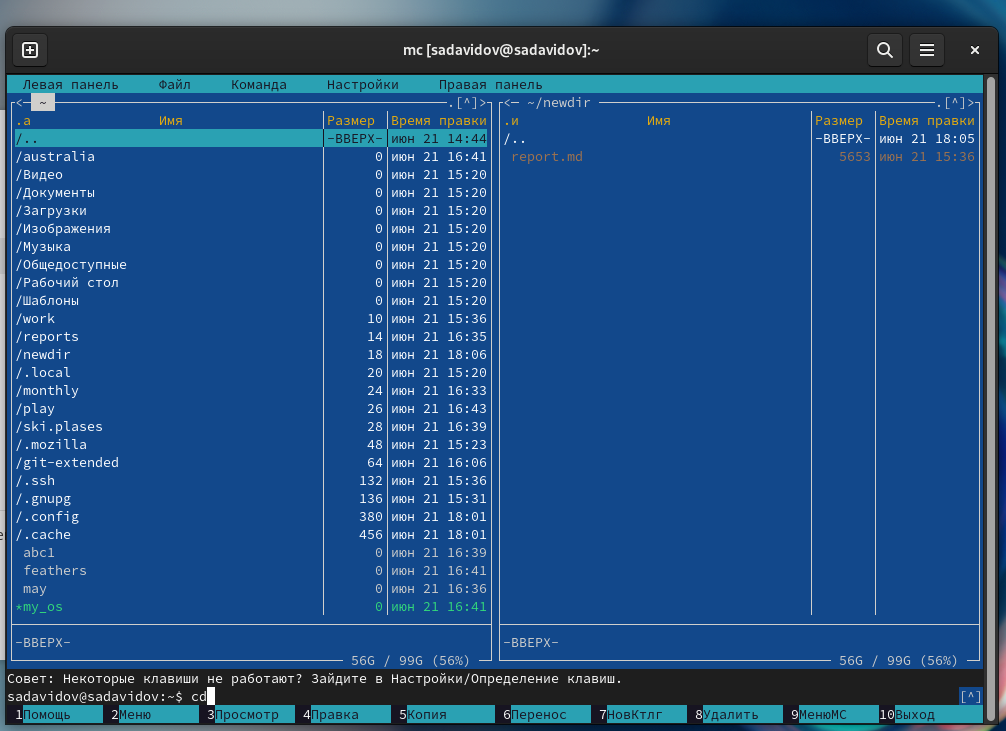 mc [sadavidov@sadavidov]:~
Левая панель Файл Команда Настройки Правая панель
<─ ~ .[^]> <─ ~/newdir .[^]>
.а Имя Размер Время правки .и Имя Размер Время правки
/.. -ВВЕРХ- июн 21 14:44 /.. -ВВЕРХ- июн 21 18:05
/australia 0 июн 21 16:41 report.md 5653 июн 21 15:36
/Видео 0 июн 21 15:20
/Документы 0 июн 21 15:20
/Загрузки 0 июн 21 15:20
/Изображения 0 июн 21 15:20
/Музыка 0 июн 21 15:20
/Общедоступные 0 июн 21 15:20
/Рабочий стол 0 июн 21 15:20
/Шаблоны 0 июн 21 15:20
/work 10 июн 21 15:36
/reports 14 июн 21 16:35
/newdir 18 июн 21 18:06
/.local 20 июн 21 15:20
/monthly 24 июн 21 16:33
/play 26 июн 21 16:43
/ski.plases 28 июн 21 16:39
/.mozilla 48 июн 21 15:23
/git-extended 64 июн 21 16:06
/.ssh 132 июн 21 15:36
/.gnupg 136 июн 21 15:31
/.config 380 июн 21 18:01
/.cache 456 июн 21 18:01
abc1 0 июн 21 16:39
feathers 0 июн 21 16:41
may 0 июн 21 16:36
*my_os 0 июн 21 16:41
-ВВЕРХ- -ВВЕРХ-
56G / 99G (56%) 56G / 99G (56%)
Совет: Некоторые клавиши не работают? Зайдите в Настройки/Определение клавиш.
sadavidov@sadavidov:~$ cd [^]
1Помощь 2Меню 3Просмотр 4Правка 5Копия 6Перенос 7НовКтлг 8Удалить 9МенюMC 10Выход